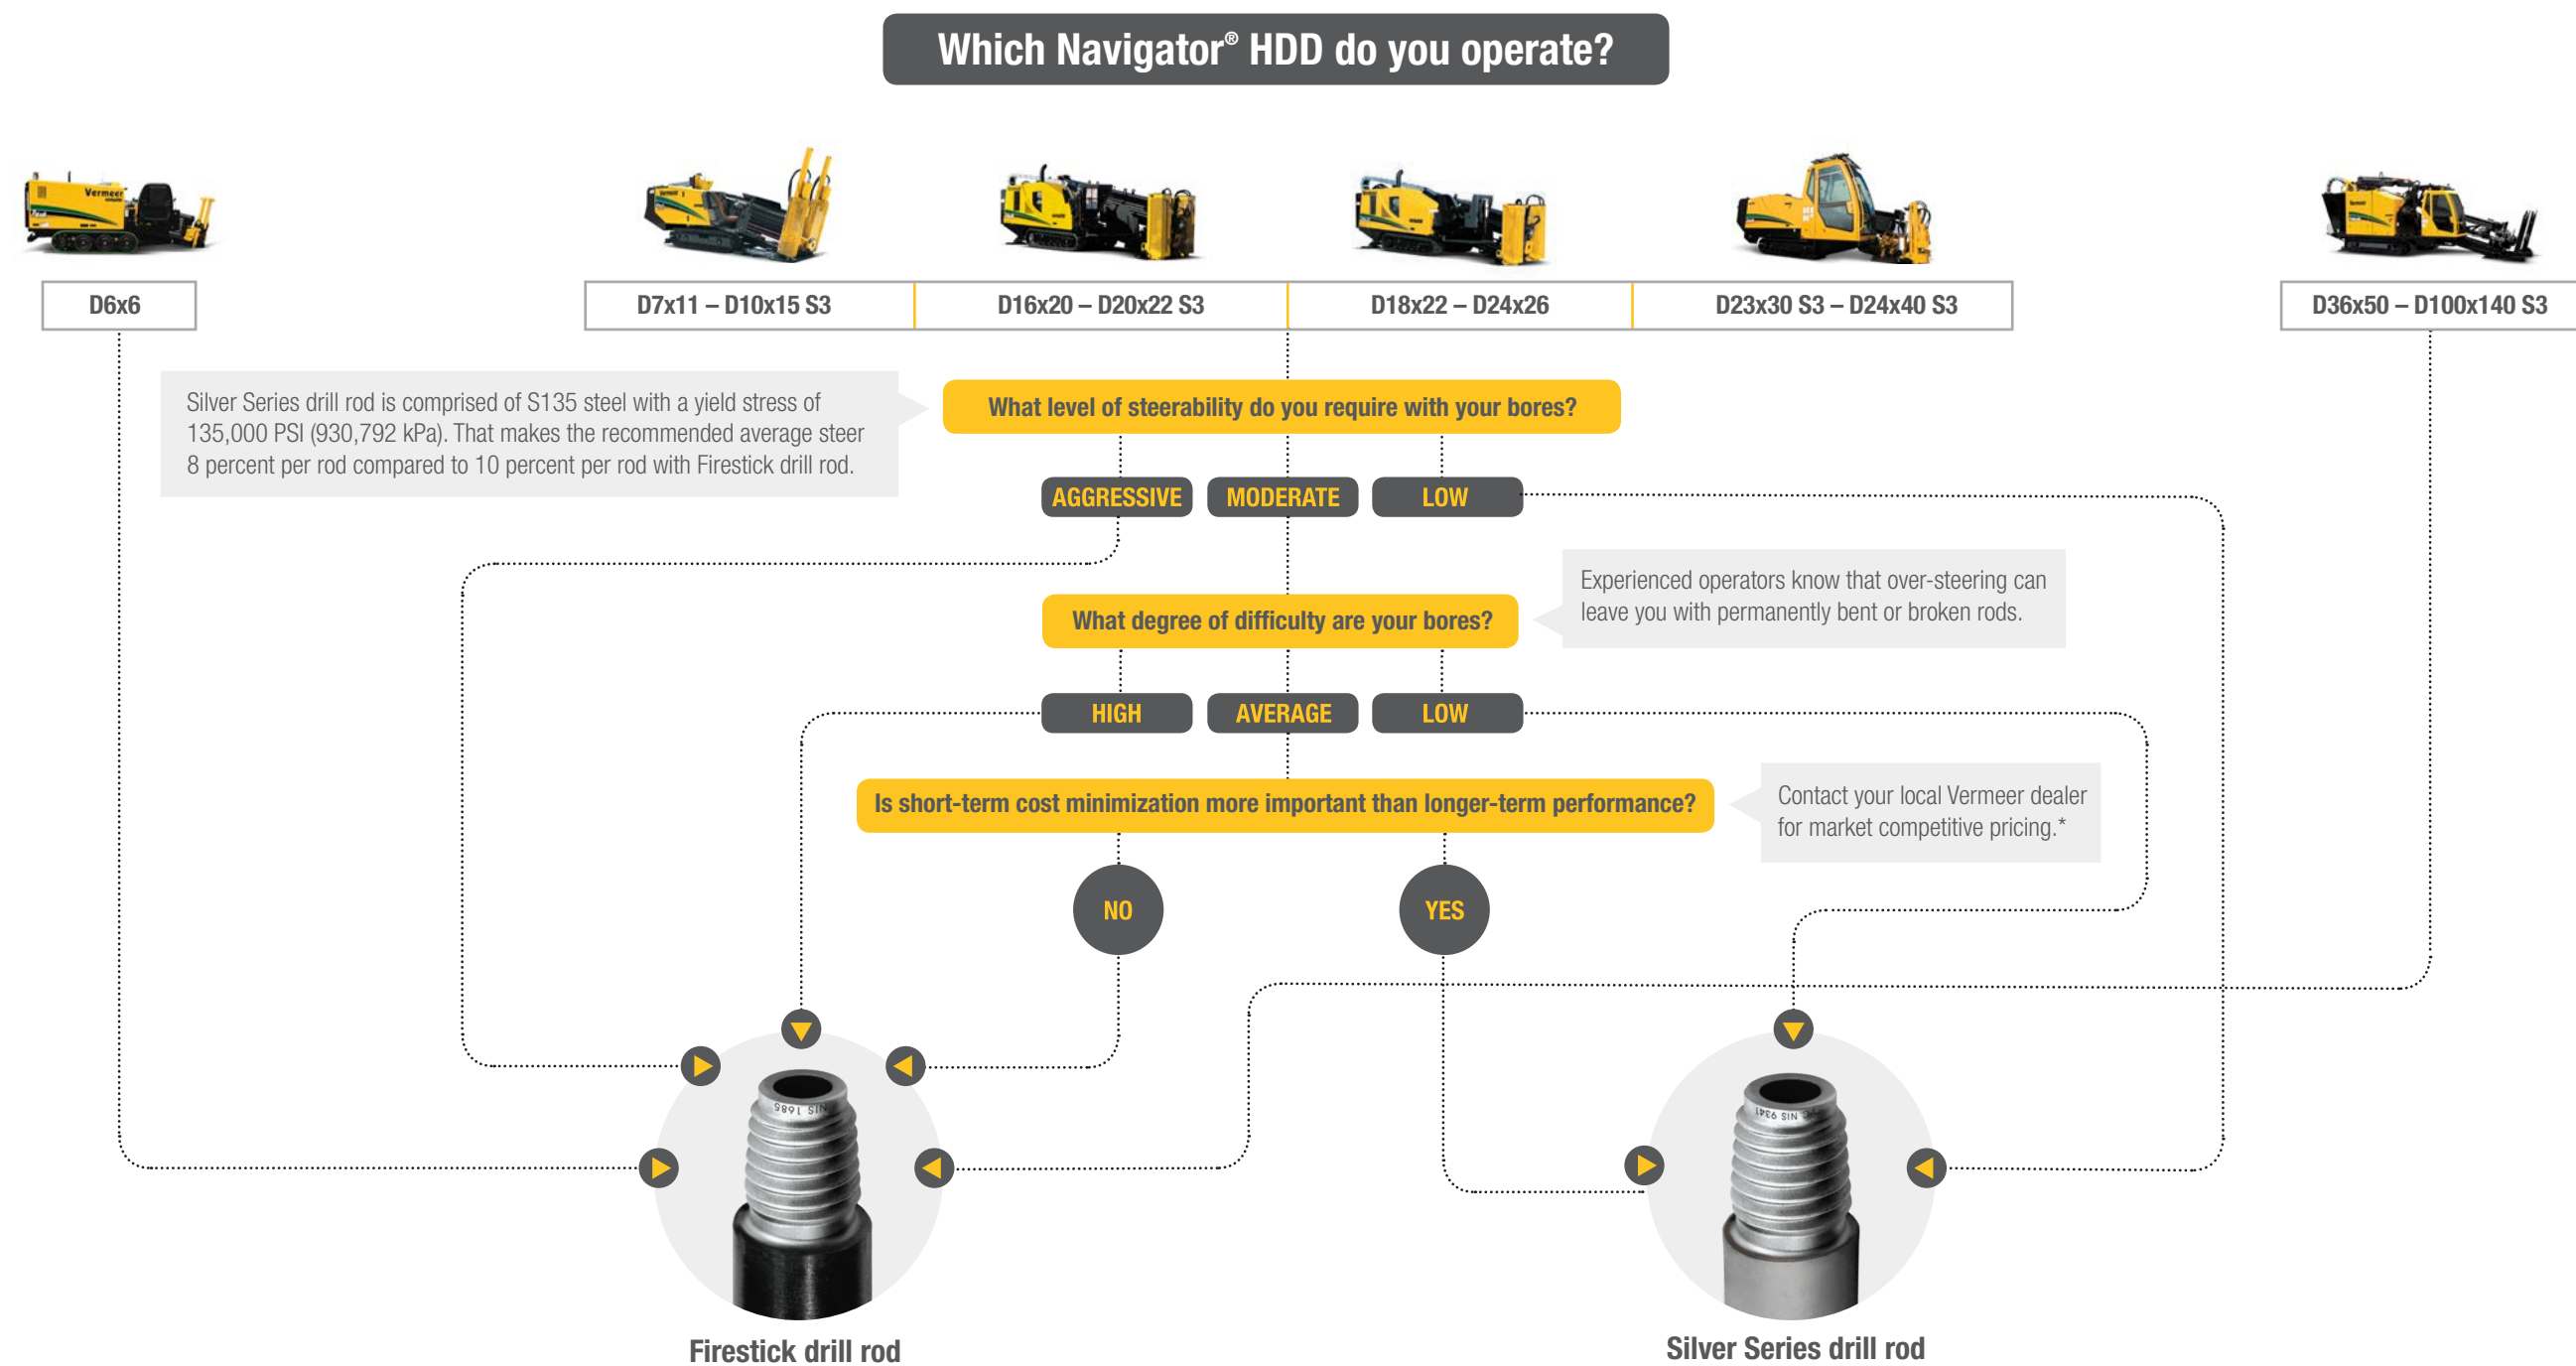 Which Navigator® HDD do you operate?
Vermeer
D6x6
D7x11 – D10x15 S3
D16x20 – D20x22 S3
D18x22 – D24x26
D23x30 S3 – D24x40 S3
D36x50 – D100x140 S3
Silver Series drill rod is comprised of S135 steel with a yield stress of
135,000 PSI (930,792 kPa). That makes the recommended average steer
8 percent per rod compared to 10 percent per rod with Firestick drill rod.
What level of steerability do you require with your bores?
AGGRESSIVE
MODERATE
LOW
Experienced operators know that over-steering can
leave you with permanently bent or broken rods.
What degree of difficulty are your bores?
HIGH
AVERAGE
LOW
Is short-term cost minimization more important than longer-term performance?
Contact your local Vermeer dealer
for market competitive pricing.*
NO
YES
NIS 1685
NIS 9341
Firestick drill rod
Silver Series drill rod